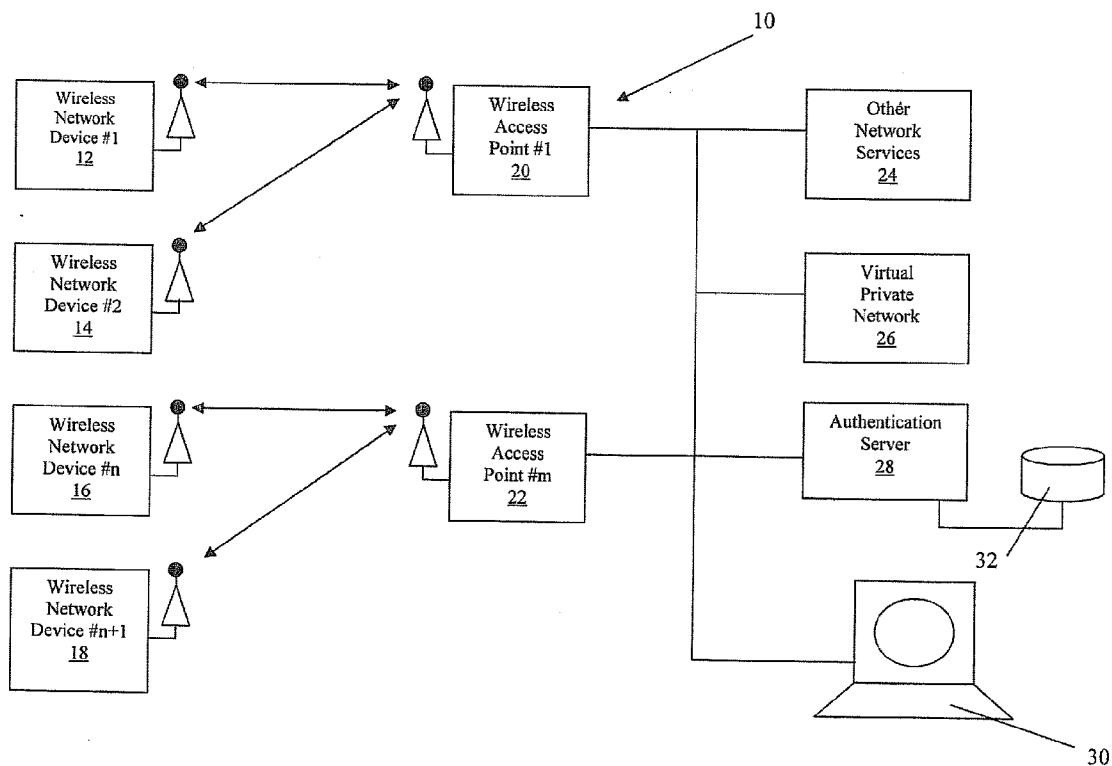 10
Wireless
Network
Device #1
12
Wireless
Access
Point #1
20
Othér
Network
Services
24
Wireless
Network
Device #2
14
Virtual
Private
Network
26
Wireless
Network
Device #n
16
Wireless
Access
Point #m
22
Authentication
Server
28
32
Wireless
Network
Device #n+1
18
30